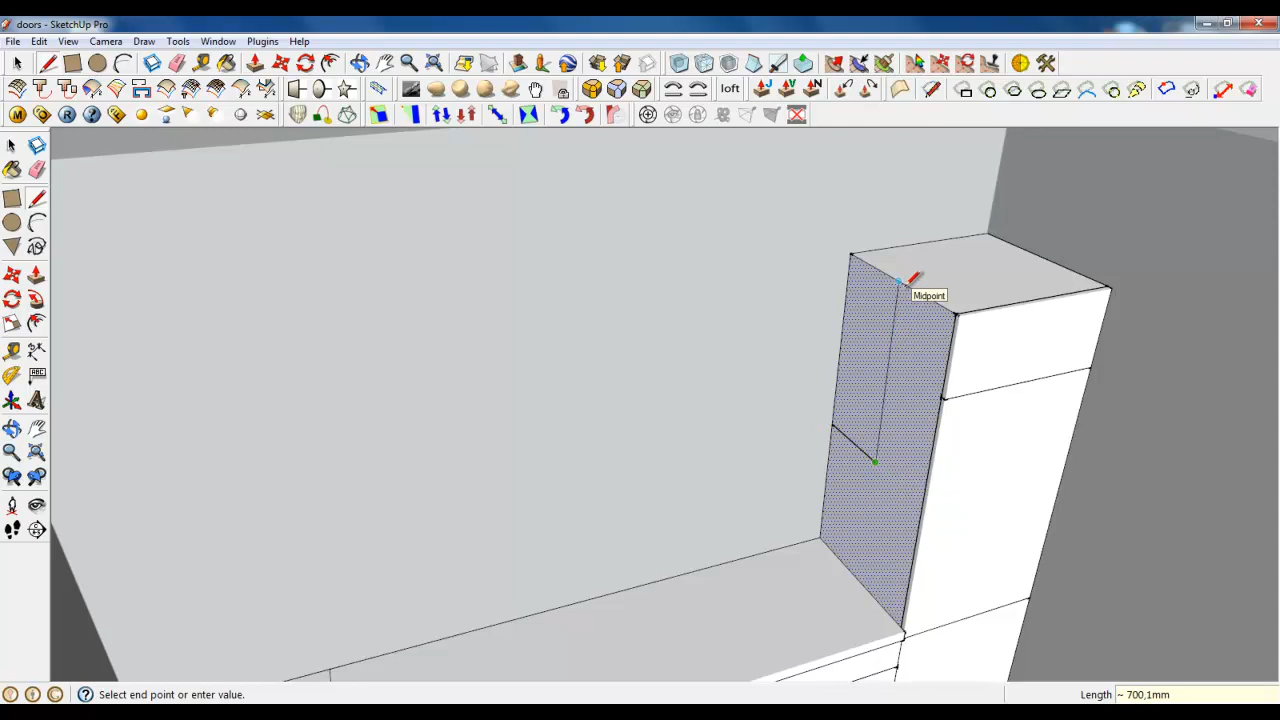 doors - SketchUp Pro
File Edit View Camera Draw Tools Window Plugins Help
loft
M R ?
ABC
Midpoint
? Select end point or enter value. Length ~ 700,1mm